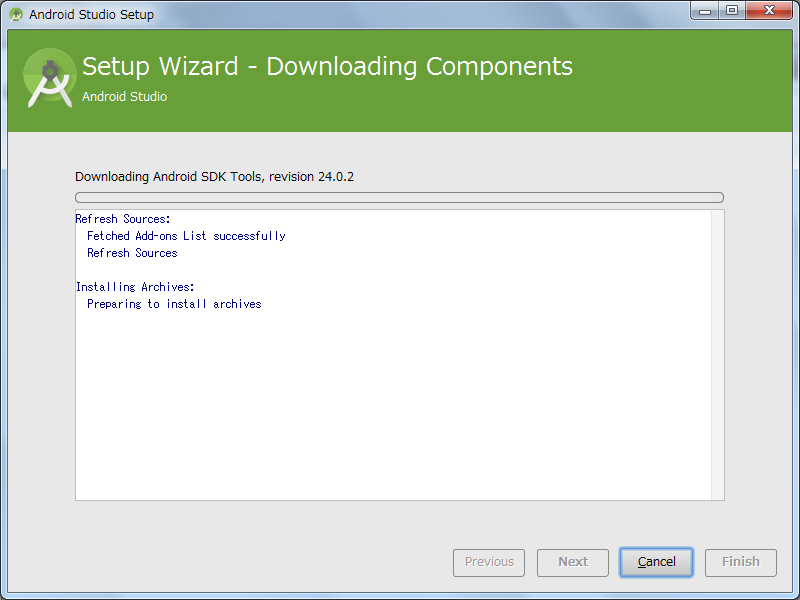 Android Studio Setup
Setup Wizard - Downloading Components
Android Studio
Downloading Android SDK Tools, revision 24.0.2
Refresh Sources:
Fetched Add-ons List successfully
Refresh Sources
Installing Archives:
Preparing to install archives
Previous
Next
Cancel
Finish